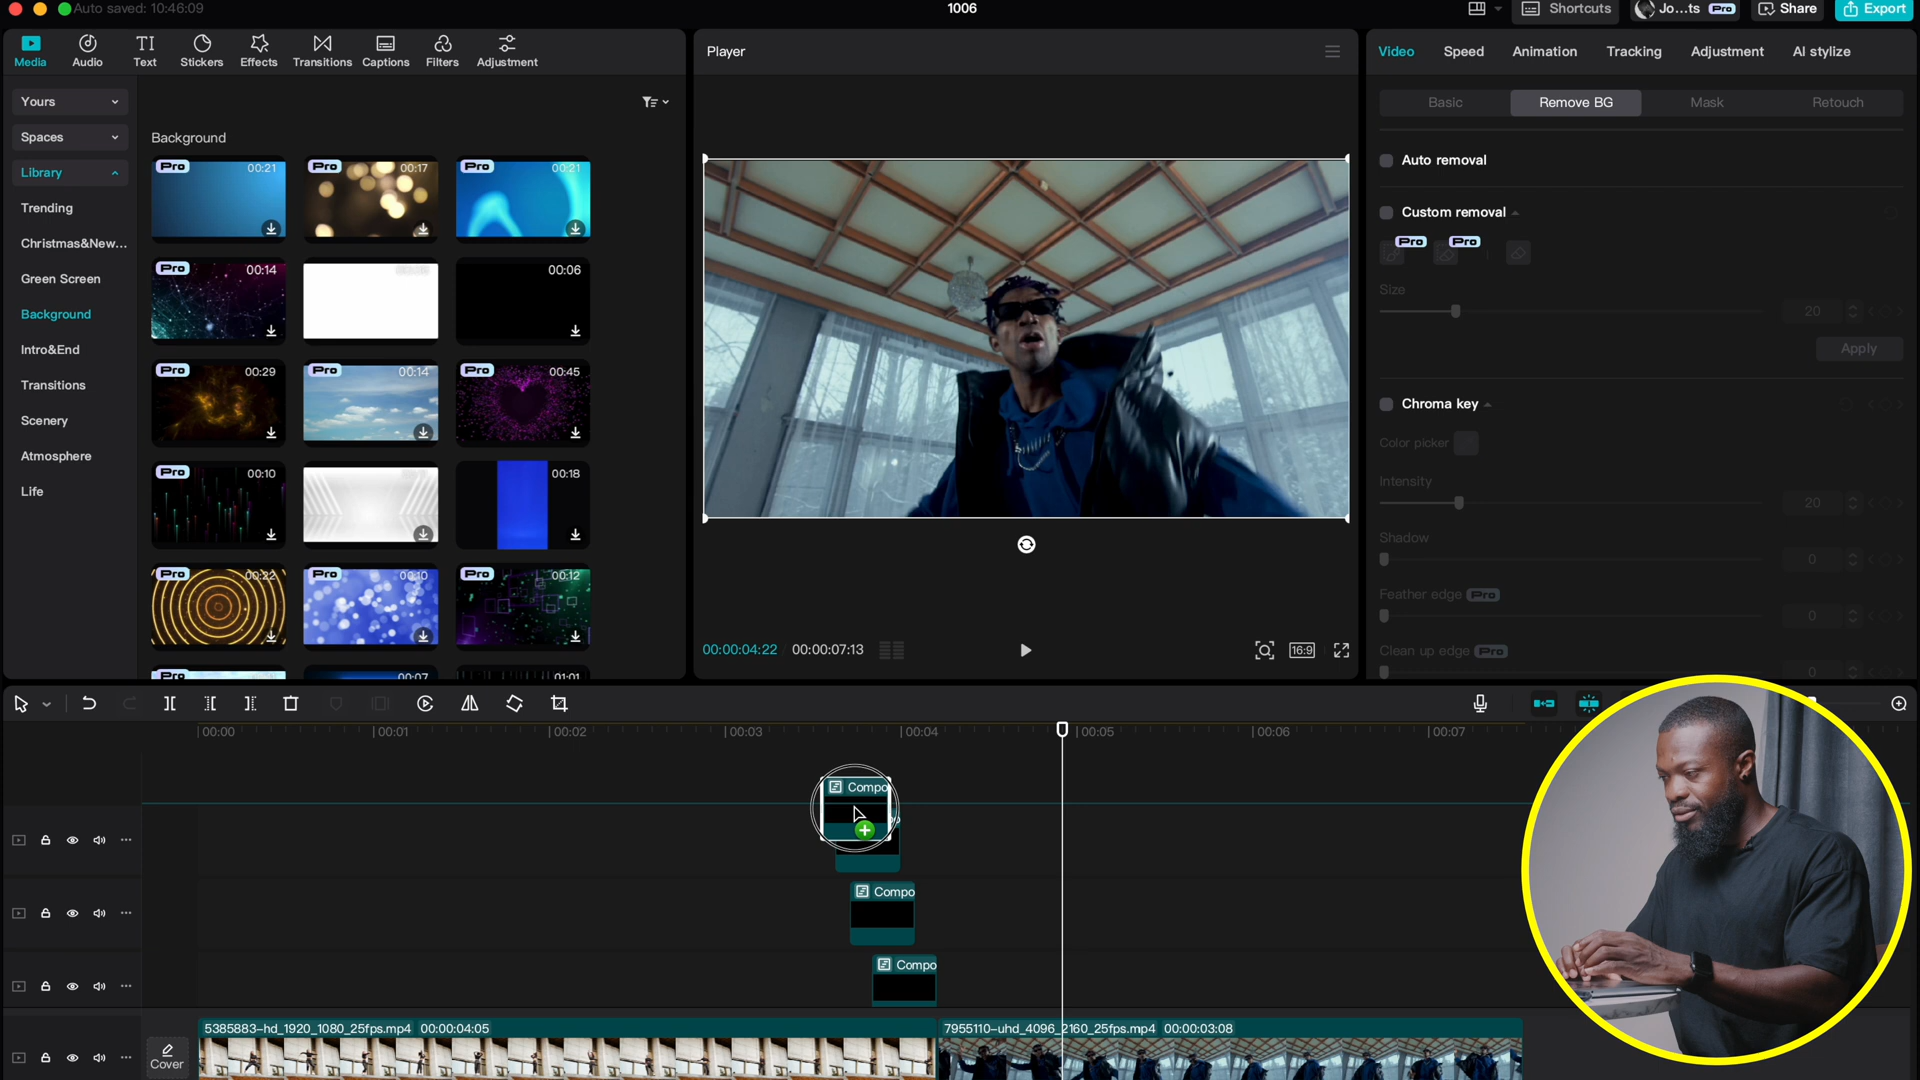 Auto saved: 10:46:09
1006
Shortcuts
Jo...ts
Pro
Share
Export
Media
Audio
TI
Text
Stickers
Effects
Transitions
Captions
Filters
Adjustment
Player
Video
Speed
Animation
Tracking
Adjustment
AI stylize
Yours
Spaces
Library
Trending
Christmas&New...
Green Screen
Background
Intro&End
Transitions
Scenery
Atmosphere
Life
Background
Pro 00:21
Pro 00:17
Pro 00:21
Pro 00:14
00:06
Pro 00:29
Pro 00:14
Pro 00:45
Pro 00:10
00:18
Pro 00:22
Pro 00:10
Pro 00:12
Pro
00:07
01:01
Basic
Remove BG
Mask
Retouch
Auto removal
Custom removal
Pro
Pro
Size
20
Apply
Chroma key
Color picker
Intensity
20
Shadow
0
Feather edge Pro
0
Clean up edge Pro
0
00:00:04:22
00:00:07:13
16:9
00:00
00:01
00:02
00:03
00:04
00:05
00:06
00:07
Compo
Compo
Compo
Cover
5385883-hd_1920_1080_25fps.mp4 00:00:04:05
7955110-uhd_4096_2160_25fps.mp4 00:00:03:08